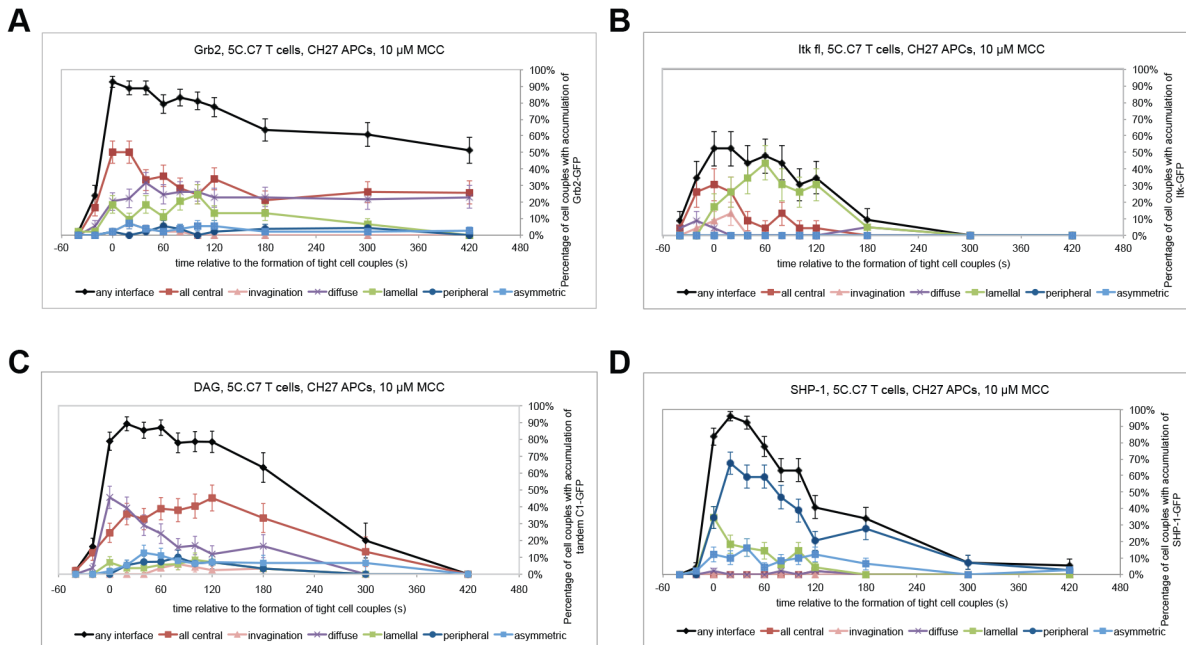 A
Grb2, 5C.C7 T cells, CH27 APCs, 10 µM MCC
100%
90%
80%
70%
60%
50%
40%
30%
20%
10%
0%
Percentage of cell couples with accumulation of
Grb2-GFP
-60 0 60 120 180 240 300 360 420 480
time relative to the formation of tight cell couples (s)
any interface all central invagination diffuse lamellal peripheral asymmetric
B
Itk fl, 5C.C7 T cells, CH27 APCs, 10 µM MCC
100%
90%
80%
70%
60%
50%
40%
30%
20%
10%
0%
Percentage of cell couples with accumulation of
Itk-GFP
-60 0 60 120 180 240 300 360 420 480
time relative to the formation of tight cell couples (s)
any interface all central invagination diffuse lamellal peripheral asymmetric
C
DAG, 5C.C7 T cells, CH27 APCs, 10 µM MCC
100%
90%
80%
70%
60%
50%
40%
30%
20%
10%
0%
Percentage of cell couples with accumulation of
tandem C1-GFP
-60 0 60 120 180 240 300 360 420 480
time relative to the formation of tight cell couples (s)
any interface all central invagination diffuse lamellal peripheral asymmetric
D
SHP-1, 5C.C7 T cells, CH27 APCs, 10 µM MCC
100%
90%
80%
70%
60%
50%
40%
30%
20%
10%
0%
Percentage of cell couples with accumulation of
SHP-1-GFP
-60 0 60 120 180 240 300 360 420 480
time relative to the formation of tight cell couples (s)
any interface all central invagination diffuse lamellal peripheral asymmetric